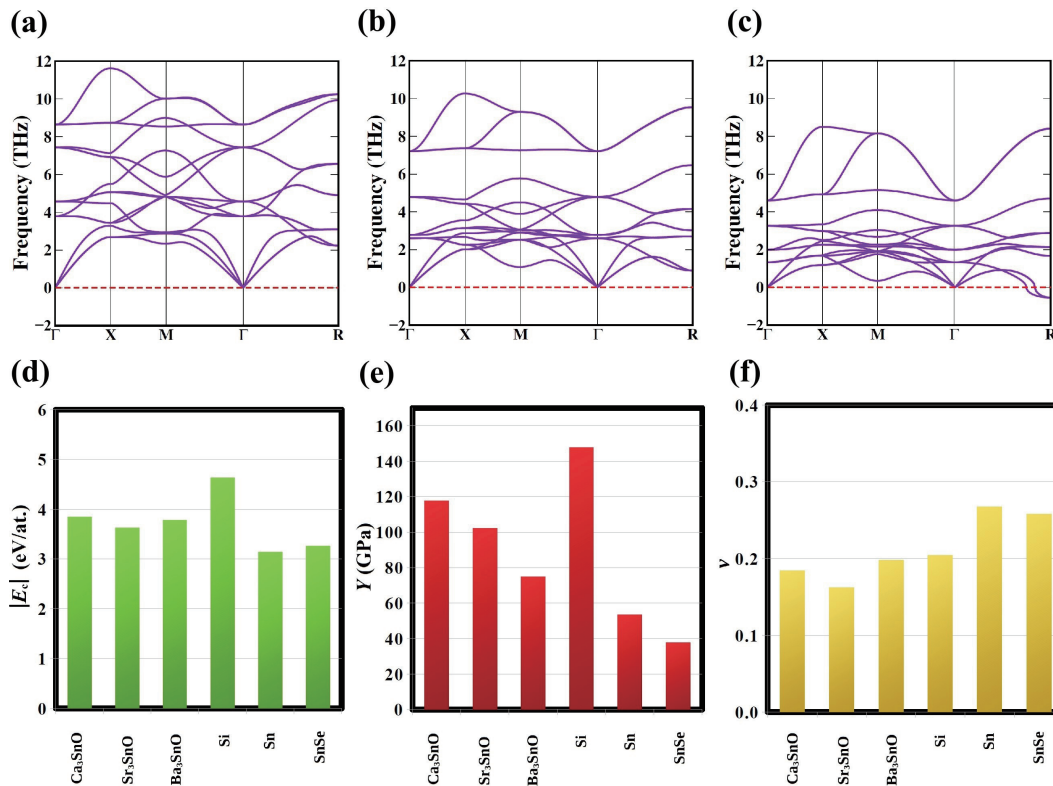 (a)
(b)
(c)
Frequency (THz)
12
10
8
6
4
2
0
−2
Γ X M Γ R
Frequency (THz)
12
10
8
6
4
2
0
−2
Γ X M Γ R
Frequency (THz)
12
10
8
6
4
2
0
−2
Γ X M Γ R
(d)
(e)
(f)
|E_c| (eV/at.)
6
5
4
3
2
1
0
Ca₃SnO
Sr₃SnO
Ba₃SnO
Si
Sn
SnSe
Y (GPa)
160
140
120
100
80
60
40
20
0
Ca₃SnO
Sr₃SnO
Ba₃SnO
Si
Sn
SnSe
ν
0.4
0.3
0.2
0.1
0.0
Ca₃SnO
Sr₃SnO
Ba₃SnO
Si
Sn
SnSe